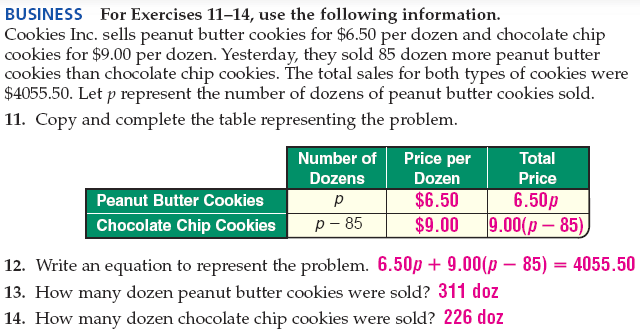 BUSINESS For Exercises 11–14, use the following information.
Cookies Inc. sells peanut butter cookies for $6.50 per dozen and chocolate chip
cookies for $9.00 per dozen. Yesterday, they sold 85 dozen more peanut butter
cookies than chocolate chip cookies. The total sales for both types of cookies were
$4055.50. Let p represent the number of dozens of peanut butter cookies sold.
11. Copy and complete the table representing the problem.
Number of Price per Total
Dozens Dozen Price
Peanut Butter Cookies p $6.50 6.50p
Chocolate Chip Cookies p – 85 $9.00 9.00(p – 85)
12. Write an equation to represent the problem. 6.50p + 9.00(p – 85) = 4055.50
13. How many dozen peanut butter cookies were sold? 311 doz
14. How many dozen chocolate chip cookies were sold? 226 doz